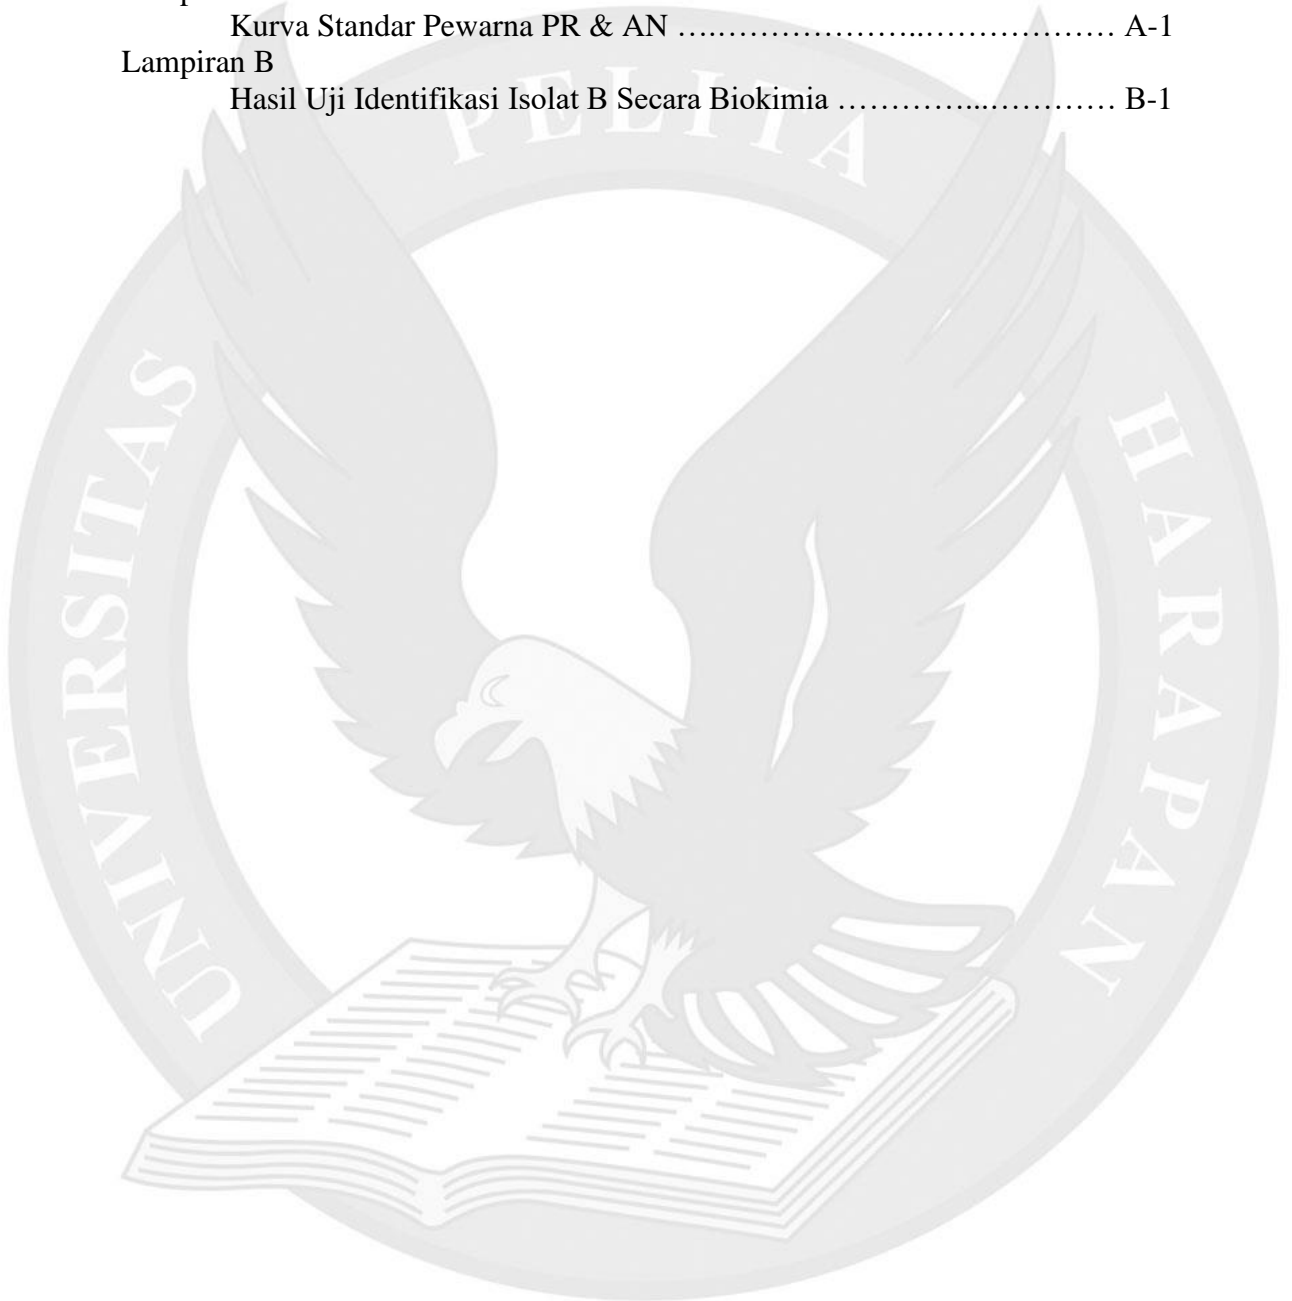 Kurva Standar Pewarna PR & AN ….…………………..……………… A-1
Lampiran B
Hasil Uji Identifikasi Isolat B Secara Biokimia …………...………… B-1
UNIVERSITAS PELITA HARAPAN